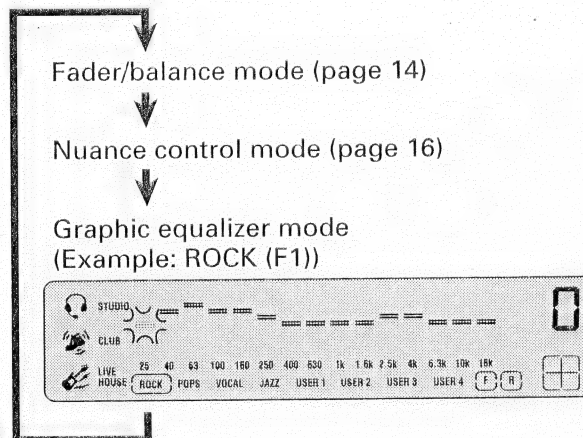 Fader/balance mode (page 14)
Nuance control mode (page 16)
Graphic equalizer mode
(Example: ROCK (F1))
STUDIO
CLUB
LIVE
HOUSE
25 40 63 100 160 250 400 630 1k 1.6k 2.5k 4k 6.3k 10k 16k
ROCK POPS VOCAL JAZZ USER 1 USER 2 USER 3 USER 4 F R
0